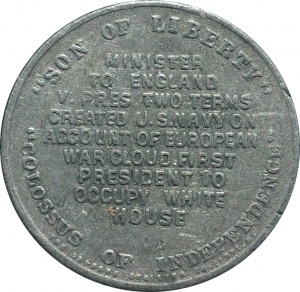 "SON OF LIBERTY"
MINISTER
TO ENGLAND
V. PRES TWO TERMS
CREATED U.S. NAVY ON
ACCOUNT OF EUROPEAN
WAR CLOUD. FIRST
PRESIDENT TO
OCCUPY WHITE
HOUSE
"COLOSSUS OF INDEPENDENCE"